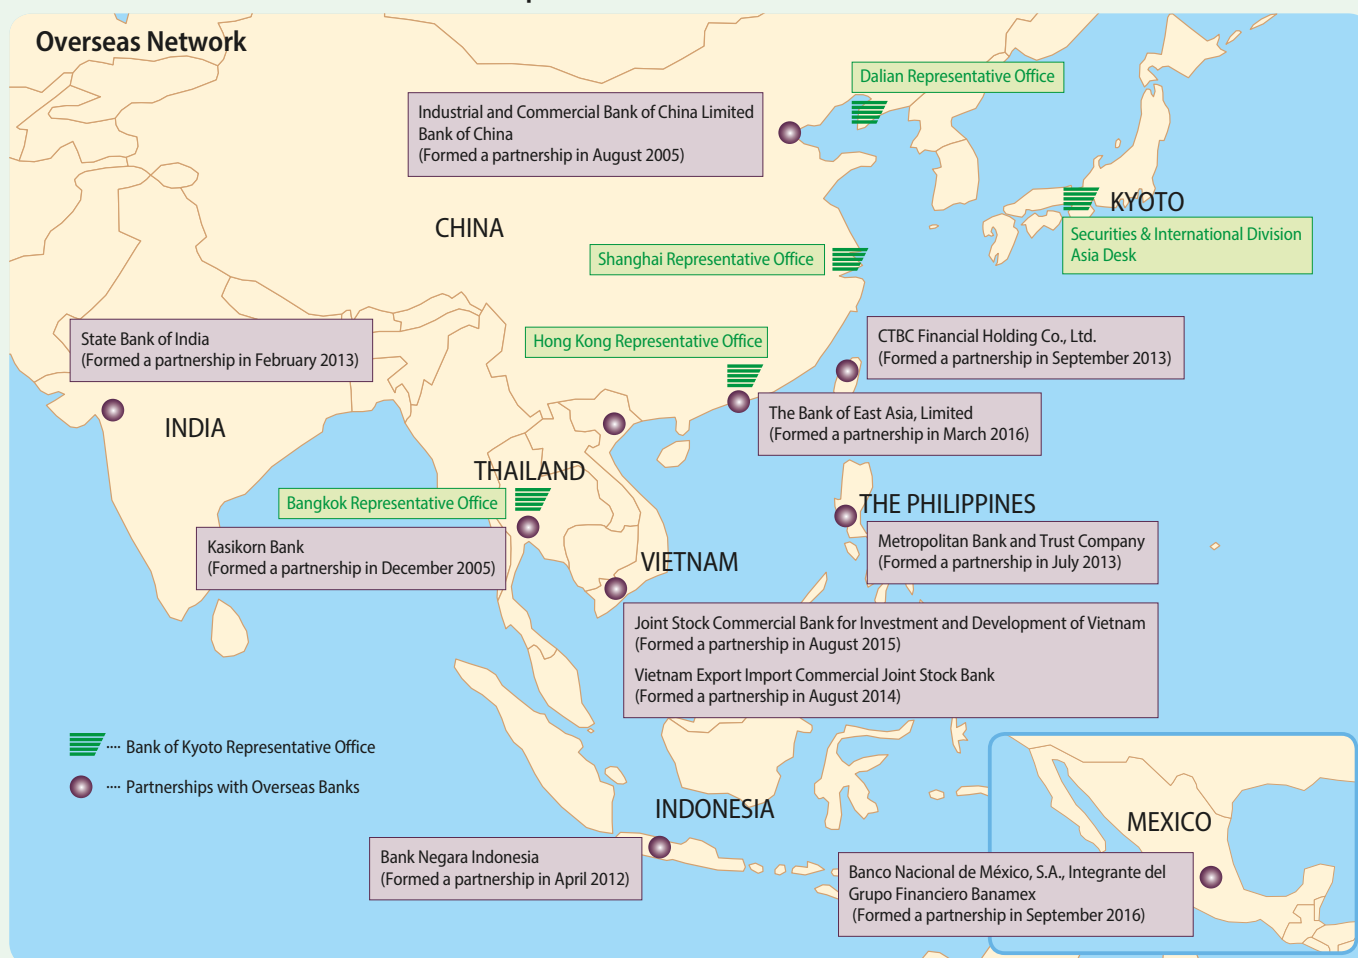 Overseas Network
Dalian Representative Office
Industrial and Commercial Bank of China Limited
Bank of China
(Formed a partnership in August 2005)
KYOTO
Securities & International Division
Asia Desk
CHINA
Shanghai Representative Office
State Bank of India
(Formed a partnership in February 2013)
Hong Kong Representative Office
CTBC Financial Holding Co., Ltd.
(Formed a partnership in September 2013)
The Bank of East Asia, Limited
(Formed a partnership in March 2016)
INDIA
THAILAND
Bangkok Representative Office
THE PHILIPPINES
Kasikorn Bank
(Formed a partnership in December 2005)
Metropolitan Bank and Trust Company
(Formed a partnership in July 2013)
VIETNAM
Joint Stock Commercial Bank for Investment and Development of Vietnam
(Formed a partnership in August 2015)
Vietnam Export Import Commercial Joint Stock Bank
(Formed a partnership in August 2014)
···· Bank of Kyoto Representative Office
···· Partnerships with Overseas Banks
INDONESIA
MEXICO
Bank Negara Indonesia
(Formed a partnership in April 2012)
Banco Nacional de México, S.A., Integrante del
Grupo Financiero Banamex
(Formed a partnership in September 2016)